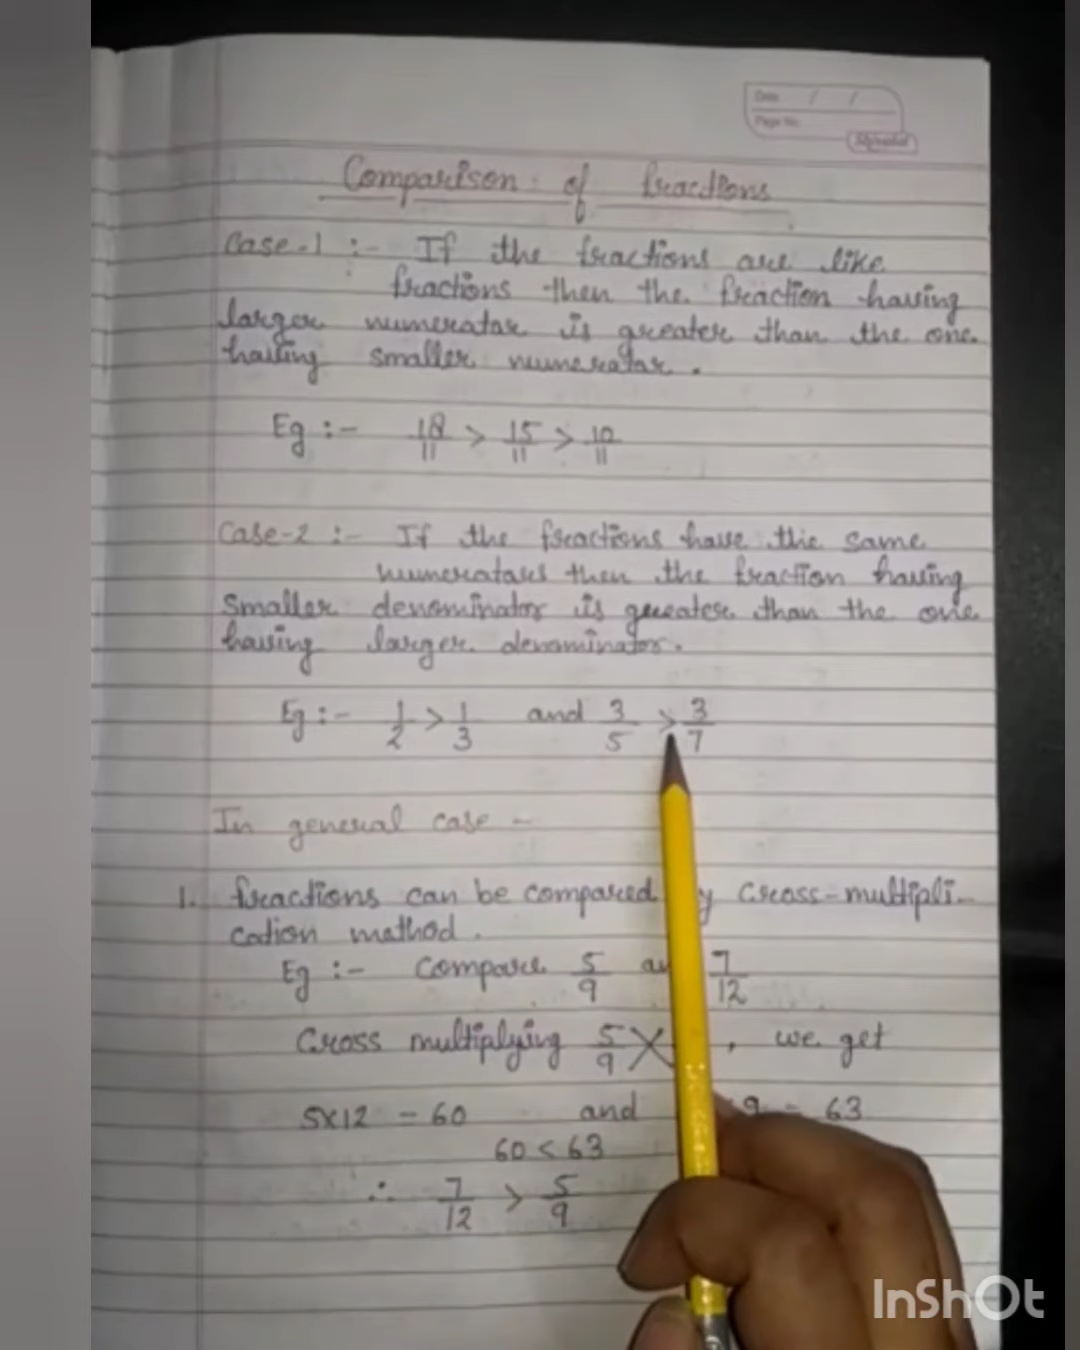 Date / /
Page No.
Comparison of fractions
Case-1 :- If the fractions are like
fractions then the fraction having
larger numerator is greater than the one
having smaller numerator.
Eg :- 18/11 > 15/11 > 10/11
Case-2 :- If the fractions have the same
numerators then the fraction having
smaller denominator is greater than the one
having larger denominator.
Eg :- 1/2 > 1/3 and 3/5 > 3/7
In general case -
1. fractions can be compared y cross-multipli-
cation method.
Eg :- Compare 5/9 a 7/12
Cross multiplying 5/9 X , we get
5x12 = 60 and 9 = 63
60 < 63
∴ 7/12 > 5/9
InShOt